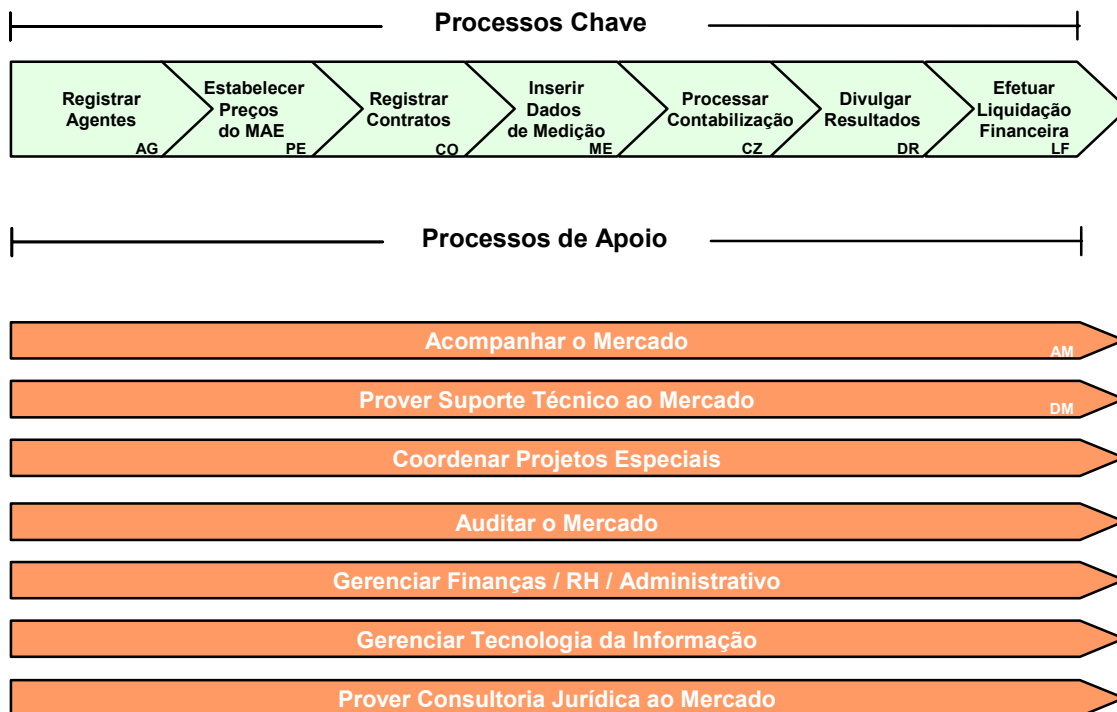 Processos Chave
Registrar
Agentes
AG
Estabelecer
Preços
do MAE
PE
Registrar
Contratos
CO
Inserir
Dados
de Medição
ME
Processar
Contabilização
CZ
Divulgar
Resultados
DR
Efetuar
Liquidação
Financeira
LF
Processos de Apoio
Acompanhar o Mercado
AM
Prover Suporte Técnico ao Mercado
DM
Coordenar Projetos Especiais
Auditar o Mercado
Gerenciar Finanças / RH / Administrativo
Gerenciar Tecnologia da Informação
Prover Consultoria Jurídica ao Mercado